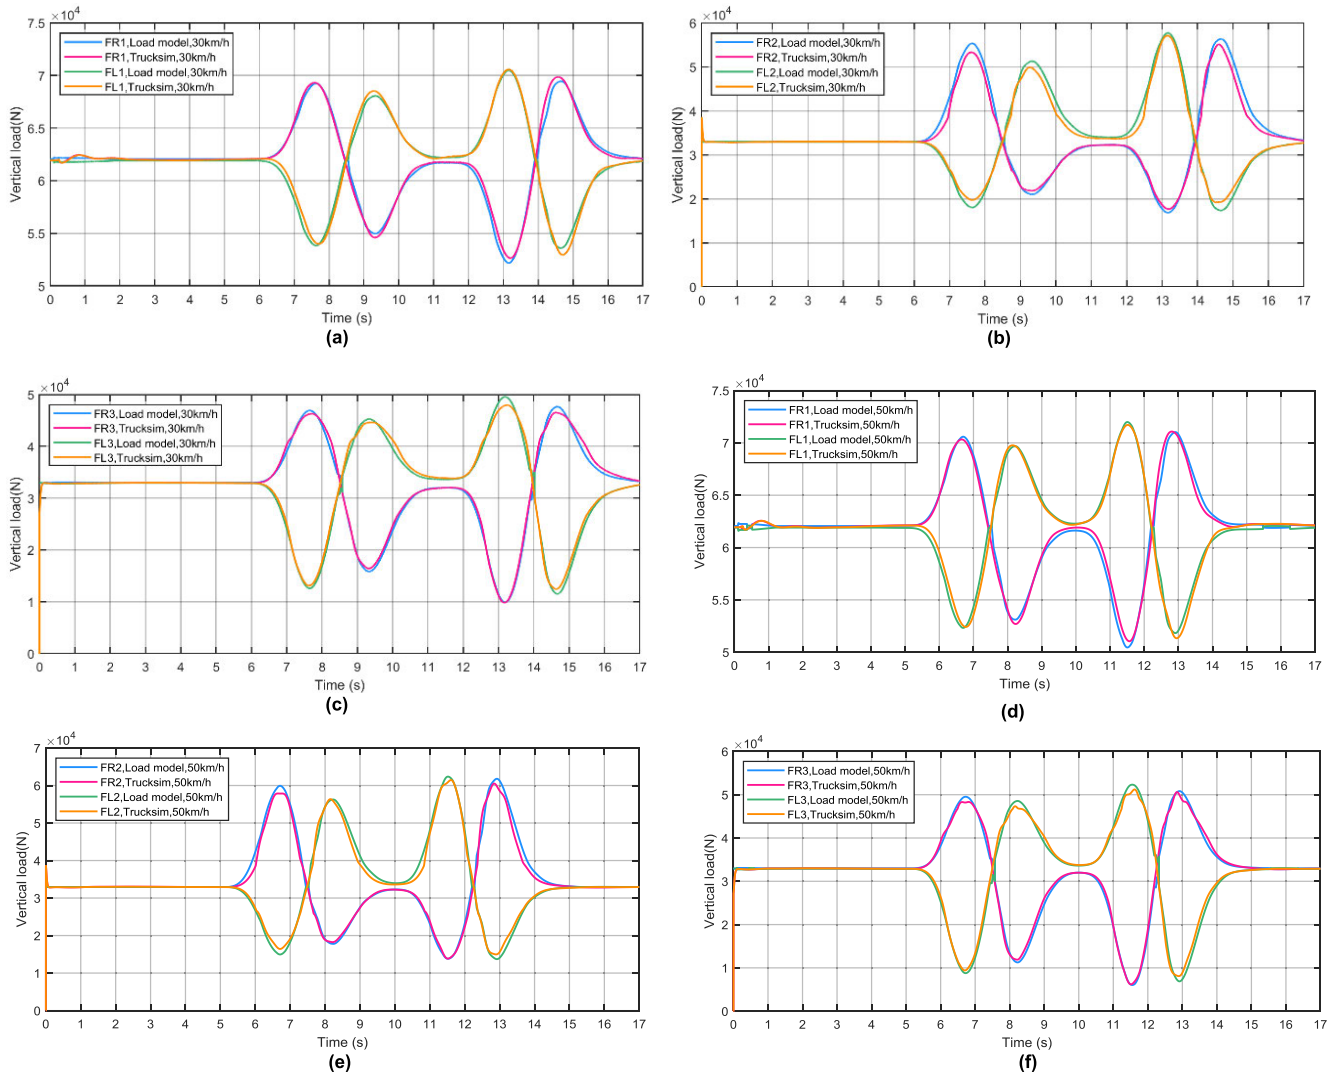 ×10⁴
7.5
7
6.5
6
5.5
5
Vertical load(N)
FR1,Load model,30km/h
FR1,Trucksim,30km/h
FL1,Load model,30km/h
FL1,Trucksim,30km/h
0 1 2 3 4 5 6 7 8 9 10 11 12 13 14 15 16 17
Time (s)
(a)
×10⁴
6
5
4
3
2
1
0
Vertical load(N)
FR2,Load model,30km/h
FR2,Trucksim,30km/h
FL2,Load model,30km/h
FL2,Trucksim,30km/h
0 1 2 3 4 5 6 7 8 9 10 11 12 13 14 15 16 17
Time (s)
(b)
×10⁴
5
4
3
2
1
0
Vertical load(N)
FR3,Load model,30km/h
FR3,Trucksim,30km/h
FL3,Load model,30km/h
FL3,Trucksim,30km/h
0 1 2 3 4 5 6 7 8 9 10 11 12 13 14 15 16 17
Time (s)
(c)
×10⁴
7.5
7
6.5
6
5.5
5
Vertical load(N)
FR1,Load model,50km/h
FR1,Trucksim,50km/h
FL1,Load model,50km/h
FL1,Trucksim,50km/h
0 1 2 3 4 5 6 7 8 9 10 11 12 13 14 15 16 17
Time (s)
(d)
×10⁴
7
6
5
4
3
2
1
0
Vertical load(N)
FR2,Load model,50km/h
FR2,Trucksim,50km/h
FL2,Load model,50km/h
FL2,Trucksim,50km/h
0 1 2 3 4 5 6 7 8 9 10 11 12 13 14 15 16 17
Time (s)
(e)
×10⁴
6
5
4
3
2
1
0
Vertical load(N)
FR3,Load model,50km/h
FR3,Trucksim,50km/h
FL3,Load model,50km/h
FL3,Trucksim,50km/h
0 1 2 3 4 5 6 7 8 9 10 11 12 13 14 15 16 17
Time (s)
(f)